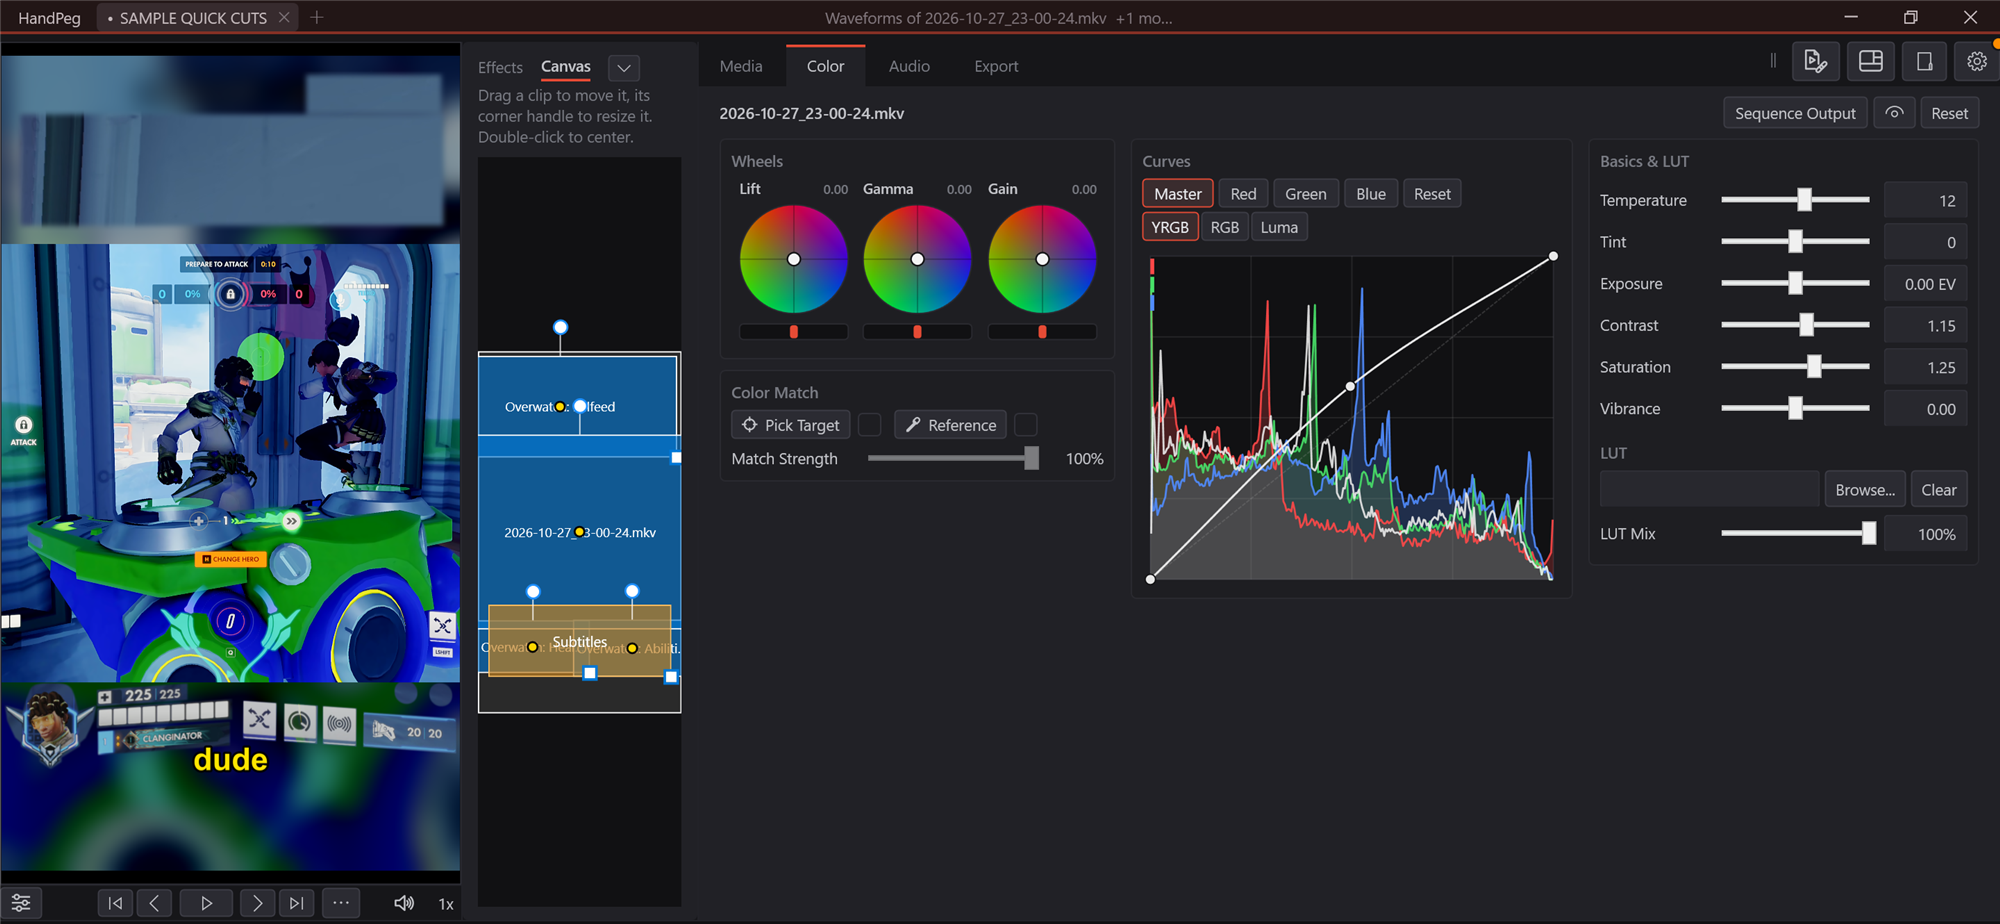 HandPeg
• SAMPLE QUICK CUTS
Waveforms of 2026-10-27_23-00-24.mkv +1 mo...
PREPARE TO ATTACK 0:10
0 0% 0% 0
ATTACK
1
CHANGE HERO
0
LSHIFT
225 225
CLANGINATOR
20 20
dude
1x
Effects Canvas
Drag a clip to move it, its
corner handle to resize it.
Double-click to center.
2026-10-27_23-00-24.mkv
Subtitles
Media Color Audio Export
2026-10-27_23-00-24.mkv
Sequence Output Reset
Wheels
Lift 0.00 Gamma 0.00 Gain 0.00
Color Match
Pick Target Reference
Match Strength 100%
Curves
Master Red Green Blue Reset
YRGB RGB Luma
Basics & LUT
Temperature 12
Tint 0
Exposure 0.00 EV
Contrast 1.15
Saturation 1.25
Vibrance 0.00
LUT
Browse... Clear
LUT Mix 100%